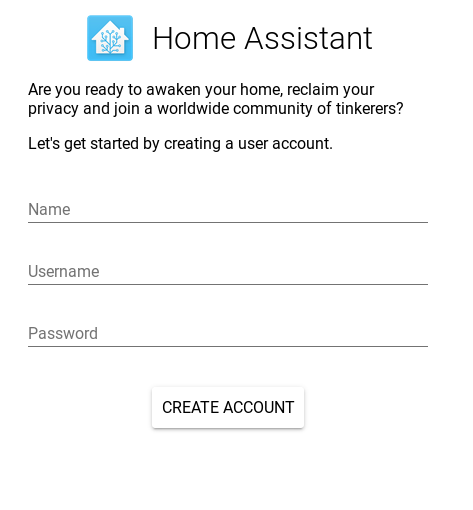 Home Assistant
Are you ready to awaken your home, reclaim your
privacy and join a worldwide community of tinkerers?
Let's get started by creating a user account.
Name
Username
Password
CREATE ACCOUNT